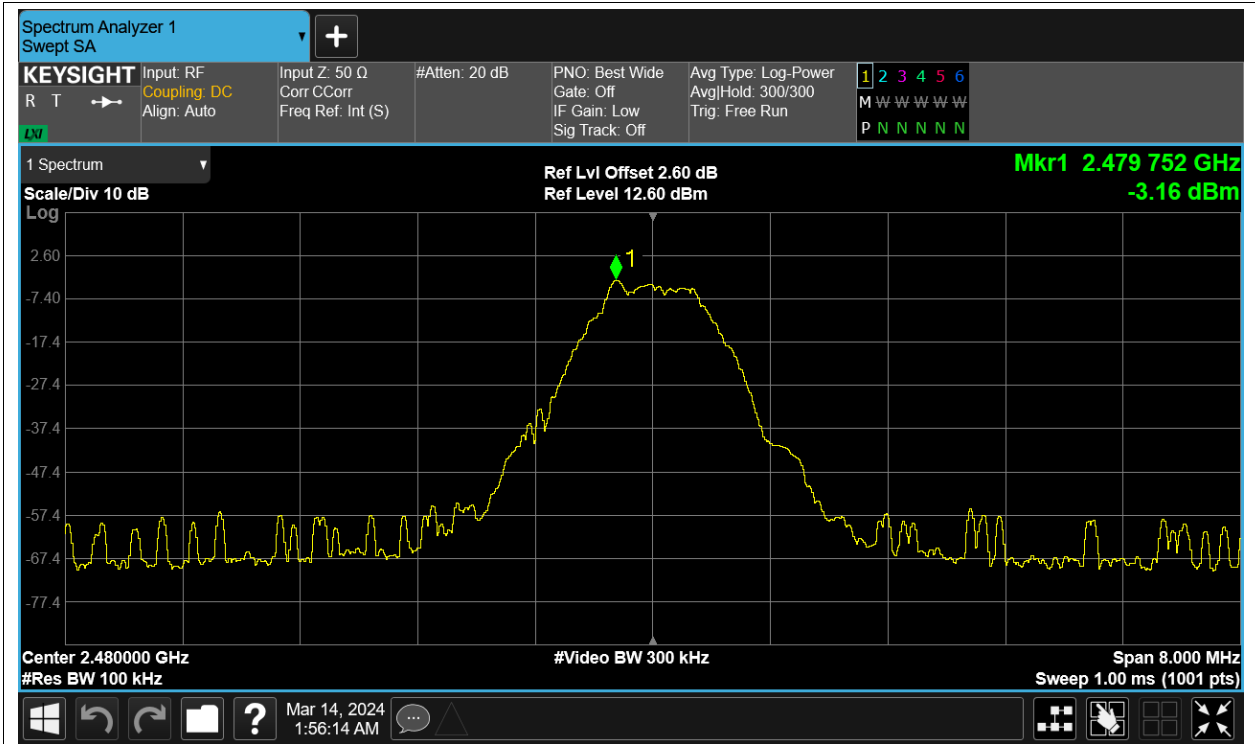 Spectrum Analyzer 1
Swept SA
KEYSIGHT
R T
LXI
Input: RF
Coupling: DC
Align: Auto
Input Z: 50 Ω
Corr CCorr
Freq Ref: Int (S)
#Atten: 20 dB
PNO: Best Wide
Gate: Off
IF Gain: Low
Sig Track: Off
Avg Type: Log-Power
Avg|Hold: 300/300
Trig: Free Run
1 2 3 4 5 6
M W W W W W
P N N N N N
1 Spectrum
Scale/Div 10 dB
Log
Ref Lvl Offset 2.60 dB
Ref Level 12.60 dBm
Mkr1 2.479 752 GHz
-3.16 dBm
1
2.60
-7.40
-17.4
-27.4
-37.4
-47.4
-57.4
-67.4
-77.4
Center 2.480000 GHz
#Video BW 300 kHz
Span 8.000 MHz
#Res BW 100 kHz
Sweep 1.00 ms (1001 pts)
?
Mar 14, 2024
1:56:14 AM